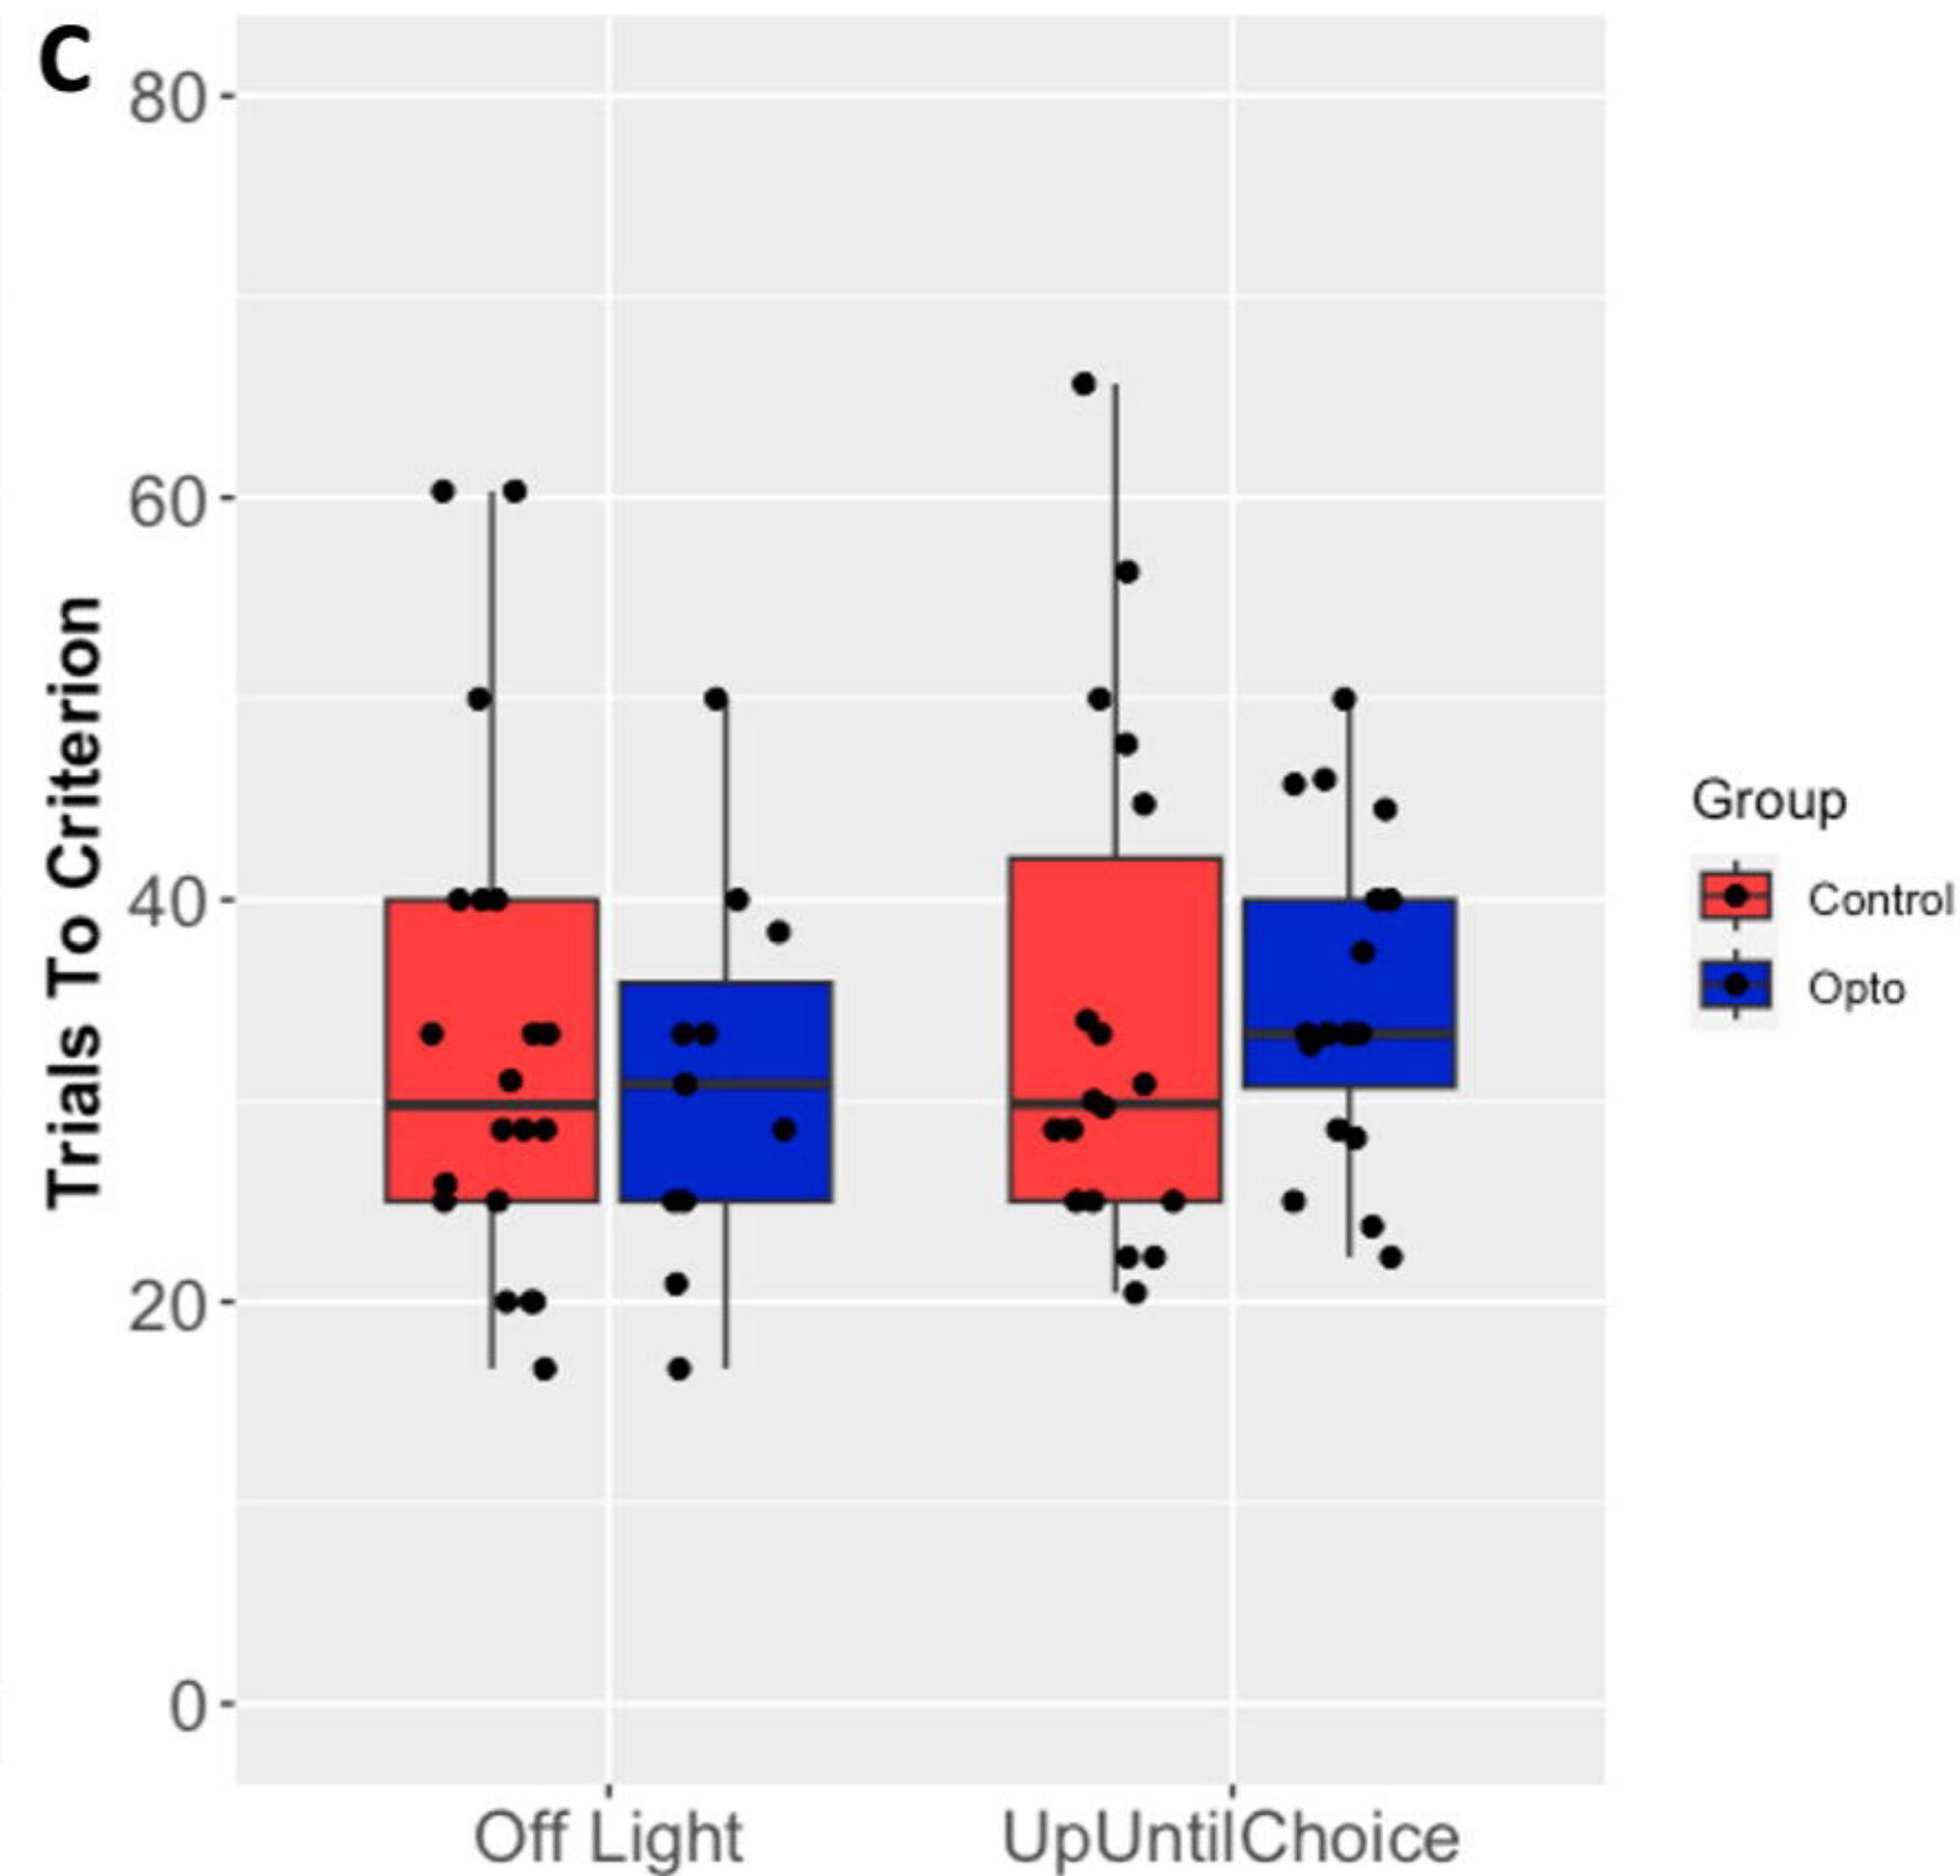 C
80
60
40
20
0
Trials To Criterion
Off Light
UpUntilChoice
Group
Control
Opto